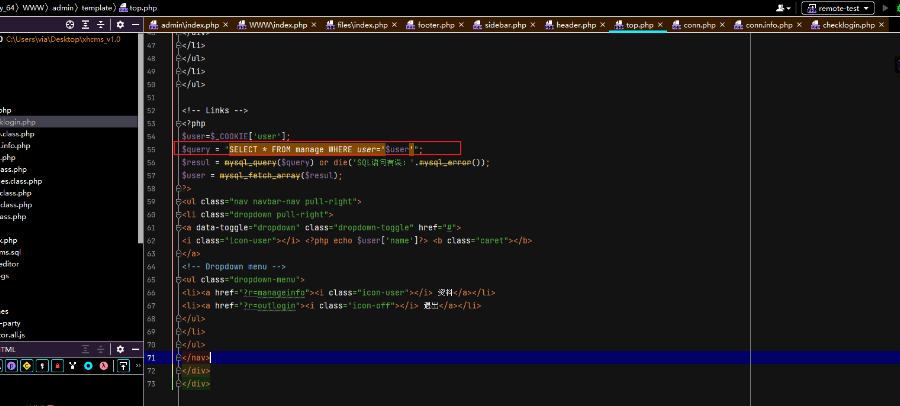 y_64) WWW admin template top.php
remote-test
C:\Users\via\Desktop\xhcms_v1.0
admin\index.php WWW\index.php files\index.php footer.php sidebar.php header.php top.php conn.php conn.info.php checklogin.php
.php
cklogin.php
.class.php
.info.php
.php
ass.php
es.class.php
ss.php
.class.php
ass.php
x.php
ms.sql
editor
gs
nes
-party
tor.all.js
HTML
47 </li>
48 </ul>
49 </li>
50 </ul>
51
52 <!-- Links -->
53 <?php
54 $user=$_COOKIE['user'];
55 $query = "SELECT * FROM manage WHERE user='$user'";
56 $resul = mysql_query($query) or die('SQL语句有误：'.mysql_error());
57 $user = mysql_fetch_array($resul);
58 ?>
59 <ul class="nav navbar-nav pull-right">
60 <li class="dropdown pull-right">
61 <a data-toggle="dropdown" class="dropdown-toggle" href="#">
62 <i class="icon-user"></i> <?php echo $user['name']?> <b class="caret"></b>
63 </a>
64 <!-- Dropdown menu -->
65 <ul class="dropdown-menu">
66 <li><a href="?r=manageinfo"><i class="icon-user"></i> 资料</a></li>
67 <li><a href="?r=outlogin"><i class="icon-off"></i> 退出</a></li>
68 </ul>
69 </li>
70 </ul>
71 </nav>
72 </div>
73 </div>